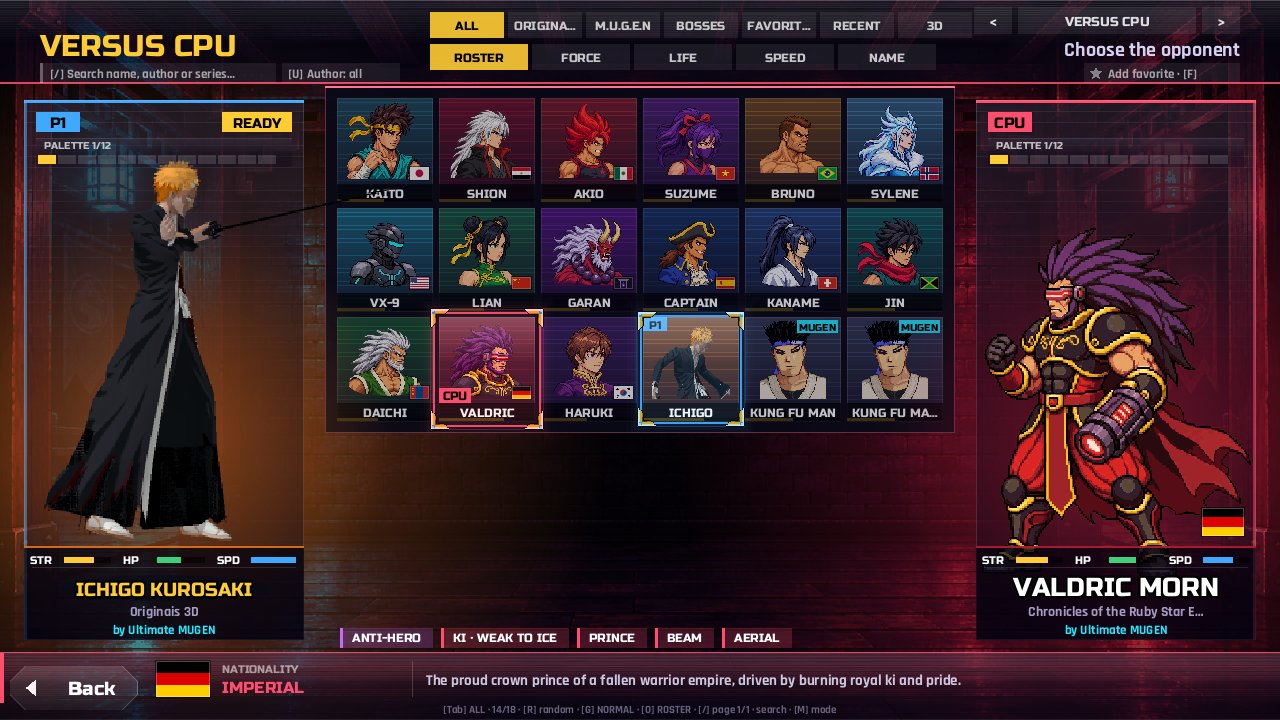 VERSUS CPU
[/] Search name, author or series...
[U] Author: all
ALL
ORIGINA...
M.U.G.E.N
BOSSES
FAVORIT...
RECENT
3D
ROSTER
FORCE
LIFE
SPEED
NAME
<
VERSUS CPU
>
Choose the opponent
Add favorite · [F]
P1
READY
PALETTE 1/12
CPU
PALETTE 1/12
KAITO
SHION
AKIO
SUZUME
BRUNO
SYLENE
VX-9
LIAN
GARAN
CAPTAIN
KANAME
JIN
P1
MUGEN
MUGEN
CPU
DAICHI
VALDRIC
HARUKI
ICHIGO
KUNG FU MAN
KUNG FU MA...
STR
HP
SPD
ICHIGO KUROSAKI
Originais 3D
by Ultimate MUGEN
STR
HP
SPD
VALDRIC MORN
Chronicles of the Ruby Star E...
by Ultimate MUGEN
ANTI-HERO
KI · WEAK TO ICE
PRINCE
BEAM
AERIAL
Back
NATIONALITY
IMPERIAL
The proud crown prince of a fallen warrior empire, driven by burning royal ki and pride.
[Tab] ALL · 14/18 · [R] random · [G] NORMAL · [O] ROSTER · [/] page 1/1 · search · [M] mode